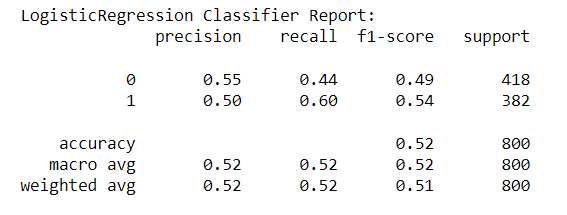 LogisticRegression Classifier Report:
precision recall f1-score support
0 0.55 0.44 0.49 418
1 0.50 0.60 0.54 382
accuracy 0.52 800
macro avg 0.52 0.52 0.52 800
weighted avg 0.52 0.52 0.51 800